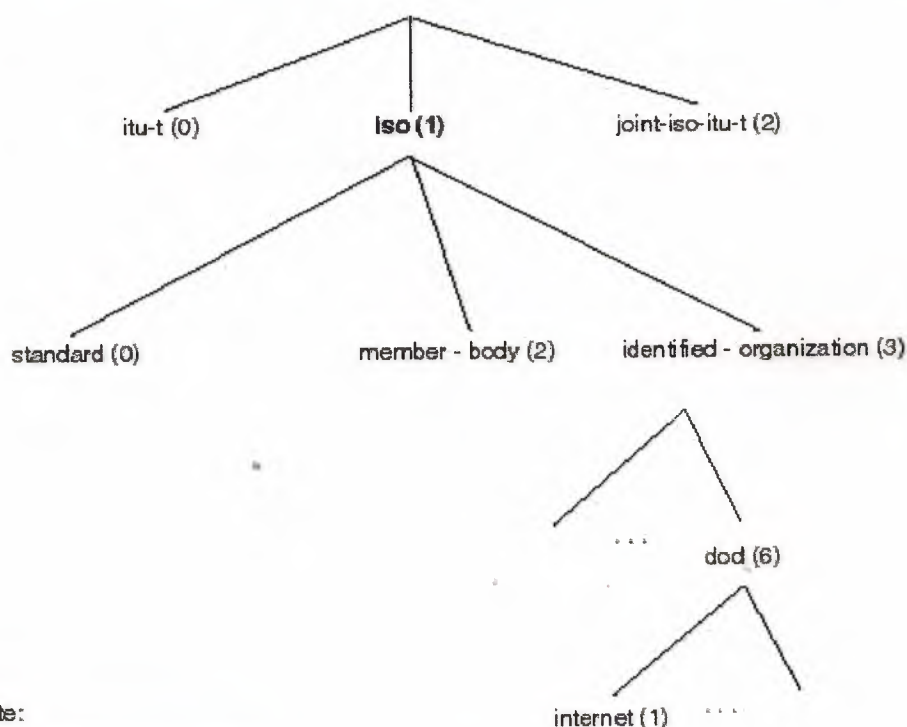 itu-t (0) iso (1) joint-iso-itu-t (2)
standard (0) member - body (2) identified - organization (3)
... dod (6)
te:
internet (1) ...